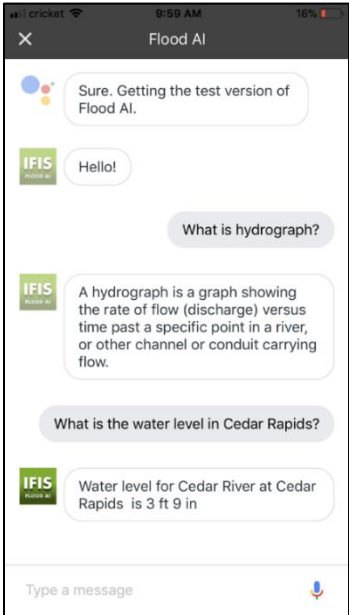 cricket 9:59 AM 16%
Flood AI
Sure. Getting the test version of
Flood AI.
IFIS
FLOOD AI
Hello!
What is hydrograph?
IFIS
FLOOD AI
A hydrograph is a graph showing
the rate of flow (discharge) versus
time past a specific point in a river,
or other channel or conduit carrying
flow.
What is the water level in Cedar Rapids?
IFIS
FLOOD AI
Water level for Cedar River at Cedar
Rapids is 3 ft 9 in
Type a message